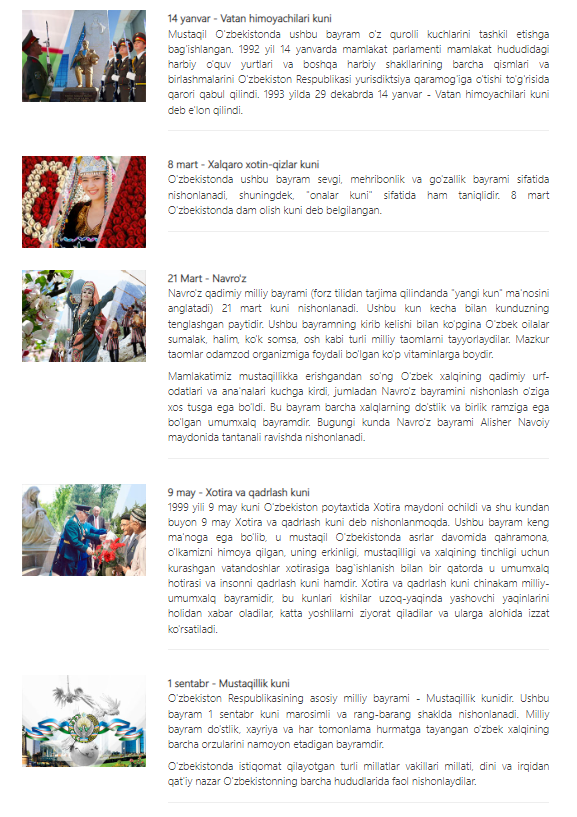 14 yanvar - Vatan himoyachilari kuni
Mustaqil O'zbekistonda ushbu bayram o'z qurolli kuchlarini tashkil etishga
bag'ishlangan. 1992 yil 14 yanvarda mamlakat parlamenti mamlakat hududidagi
harbiy o'quv yurtlari va boshqa harbiy shakllarining barcha qismlari va
birlashmalarini O'zbekiston Respublikasi yurisdiktsiya qaramog'iga o'tishi to'g'risida
qarori qabul qilindi. 1993 yilda 29 dekabrda 14 yanvar - Vatan himoyachilari kuni
deb e'lon qilindi.
8 mart - Xalqaro xotin-qizlar kuni
O'zbekistonda ushbu bayram sevgi, mehribonlik va go'zallik bayrami sifatida
nishonlanadi, shuningdek, "onalar kuni" sifatida ham taniqlidir. 8 mart
O'zbekistonda dam olish kuni deb belgilangan.
21 Mart - Navro'z
Navro'z qadimiy milliy bayrami (forz tilidan tarjima qilindanda "yangi kun" ma'nosini
anglatadi) 21 mart kuni nishonlanadi. Ushbu kun kecha bilan kunduzning
tenglashgan paytidir. Ushbu bayramning kirib kelishi bilan ko'pgina O'zbek oilalar
sumalak, halim, ko'k somsa, osh kabi turli milliy taomlarni tayyorlaydilar. Mazkur
taomlar odamzod organizmiga foydali bo'lgan ko'p vitaminlarga boydir.
Mamlakatimiz mustaqillikka erishgandan so'ng O'zbek xalqining qadimiy urf-
odatlari va ana'nalari kuchga kirdi, jumladan Navro'z bayramini nishonlash o'ziga
xos tusga ega bo'ldi. Bu bayram barcha xalqlarning do'stlik va birlik ramziga ega
bo'lgan umumxalq bayramdir. Bugungi kunda Navro'z bayrami Alisher Navoiy
maydonida tantanali ravishda nishonlanadi.
9 may - Xotira va qadrlash kuni
1999 yili 9 may kuni O'zbekiston poytaxtida Xotira maydoni ochildi va shu kundan
buyon 9 may Xotira va qadrlash kuni deb nishonlanmoqda. Ushbu bayram keng
ma'noga ega bo'lib, u mustaqil O'zbekistonda asrlar davomida qahramona,
o'lkamizni himoya qilgan, uning erkinligi, mustaqilligi va xalqining tinchligi uchun
kurashgan vatandoshlar xotirasiga bag'ishlanish bilan bir qatorda u umumxalq
hotirasi va insonni qadrlash kuni hamdir. Xotira va qadrlash kuni chinakam milliy-
umumxalq bayramidir, bu kunlari kishilar uzoq-yaqinda yashovchi yaqinlarini
holidan xabar oladilar, katta yoshlilarni ziyorat qiladilar va ularga alohida izzat
ko'rsatiladi.
1 sentabr - Mustaqillik kuni
O'zbekiston Respublikasining asosiy milliy bayrami - Mustaqillik kunidir. Ushbu
bayram 1 sentabr kuni marosimli va rang-barang shaklda nishonlanadi. Milliy
bayram do'stlik, xayriya va har tomonlama hurmatga tayangan o'zbek xalqining
barcha orzularini namoyon etadigan bayramdir.
O'zbekistonda istiqomat qilayotgan turli millatlar vakillari millati, dini va irqidan
qat'iy nazar O'zbekistonning barcha hududlarida faol nishonlaydilar.